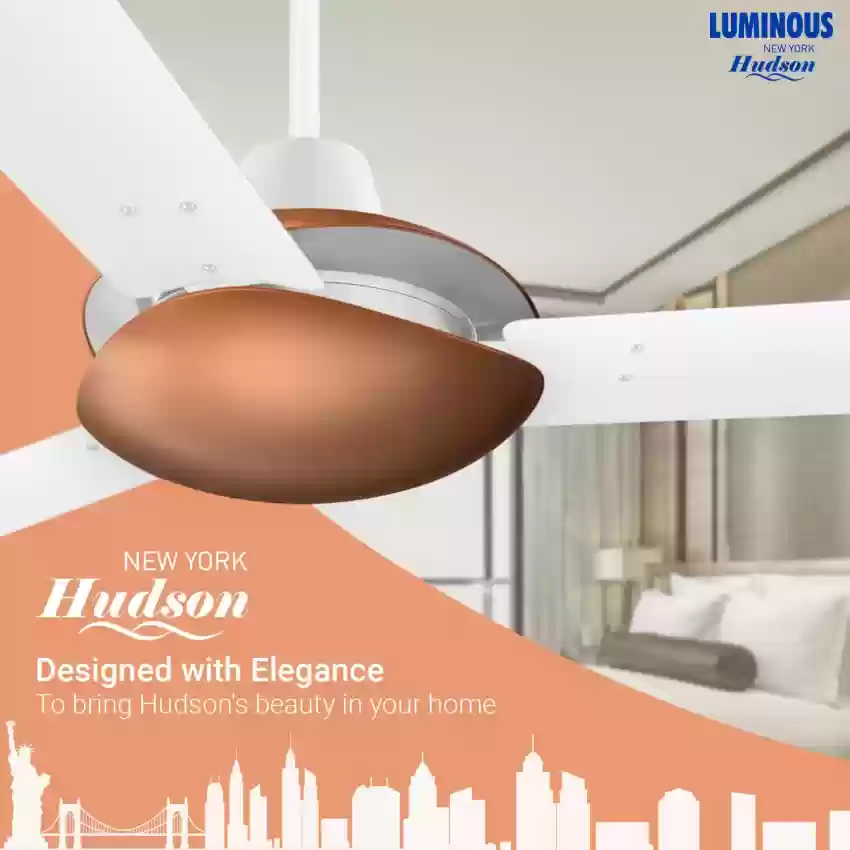 LUMINOUS
NEW YORK
Hudson
NEW YORK
Hudson
Designed with Elegance
To bring Hudson's beauty in your home